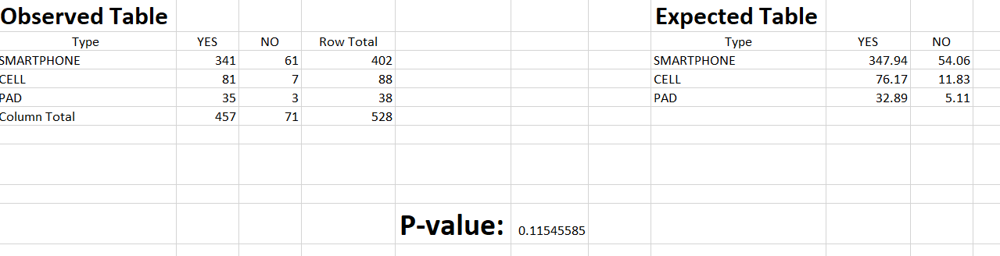 Observed Table Expected Table
Type YES NO Row Total Type YES NO
SMARTPHONE 341 61 402 SMARTPHONE 347.94 54.06
CELL 81 7 88 CELL 76.17 11.83
PAD 35 3 38 PAD 32.89 5.11
Column Total 457 71 528
P-value: 0.11545585